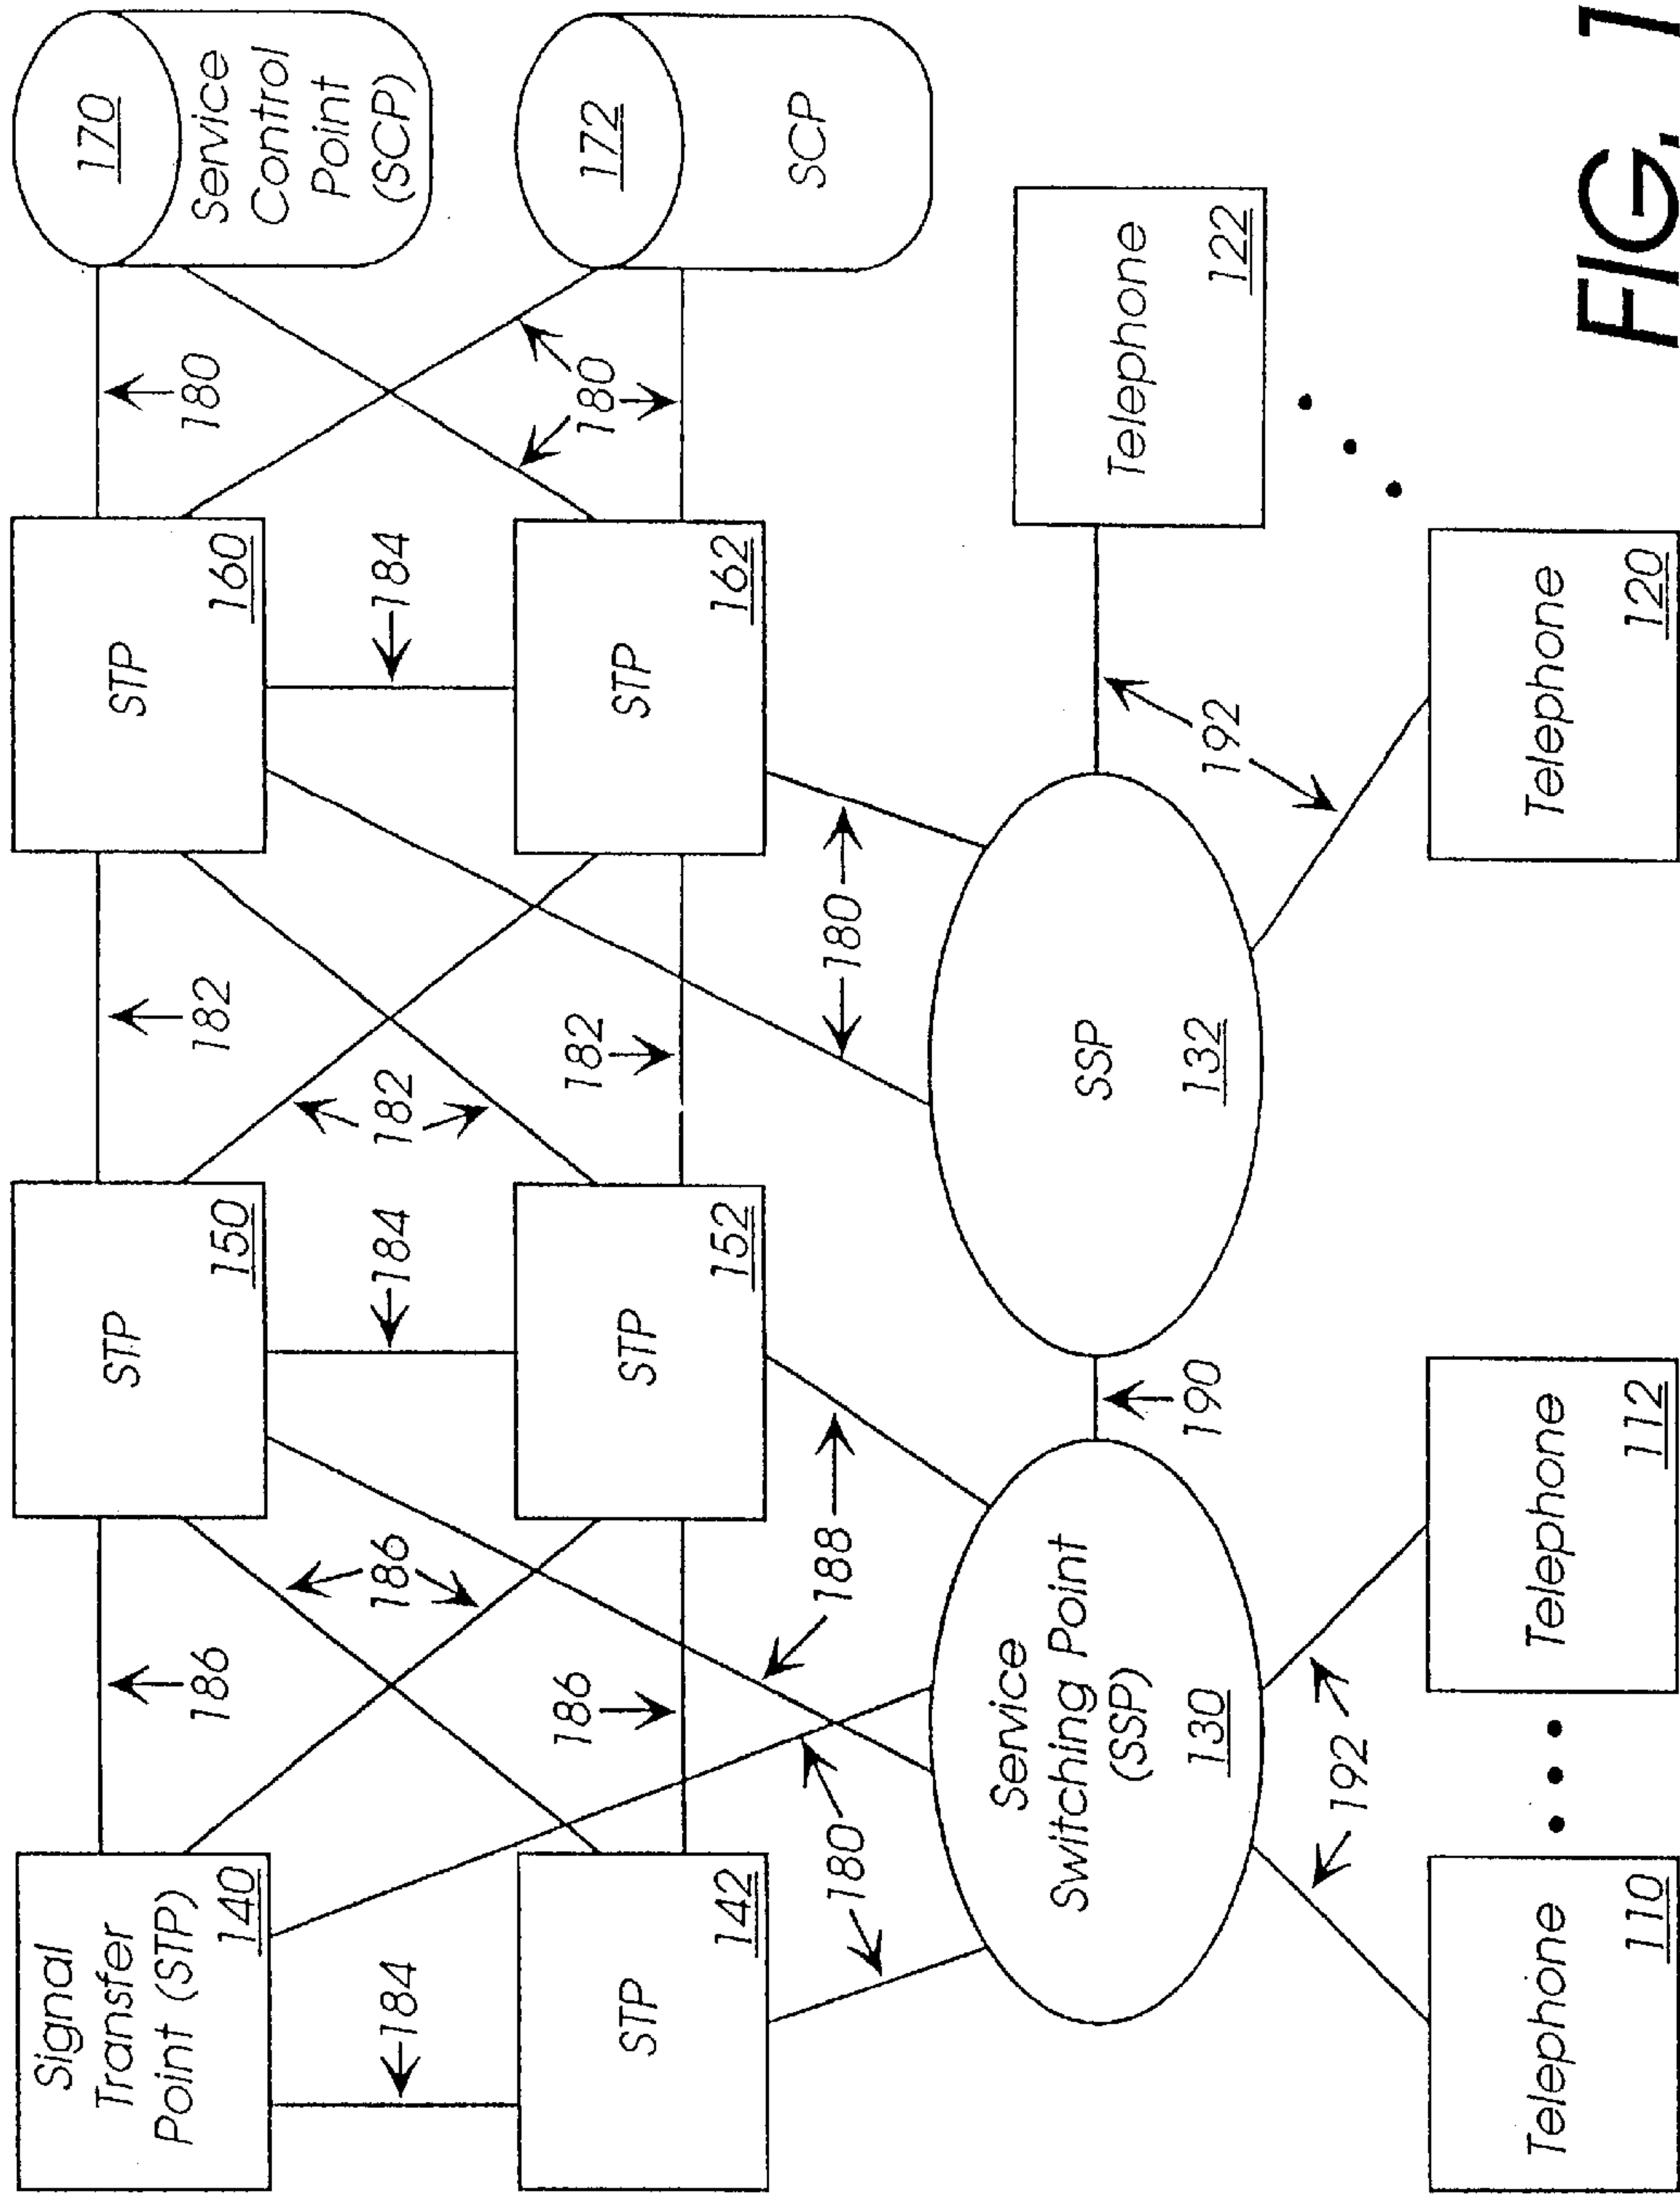 Signal
Transfer
Point (STP)
140
186
STP
150
182
STP
160
180
170
Service
Control
Point
(SCP)
184
186
184
182
184
180
STP
142
186
STP
152
182
STP
162
172
SCP
180
188
180
Service
Switching Point
(SSP)
130
190
SSP
132
192
Telephone
122
192
Telephone
110
Telephone
112
Telephone
120
FIG. 1